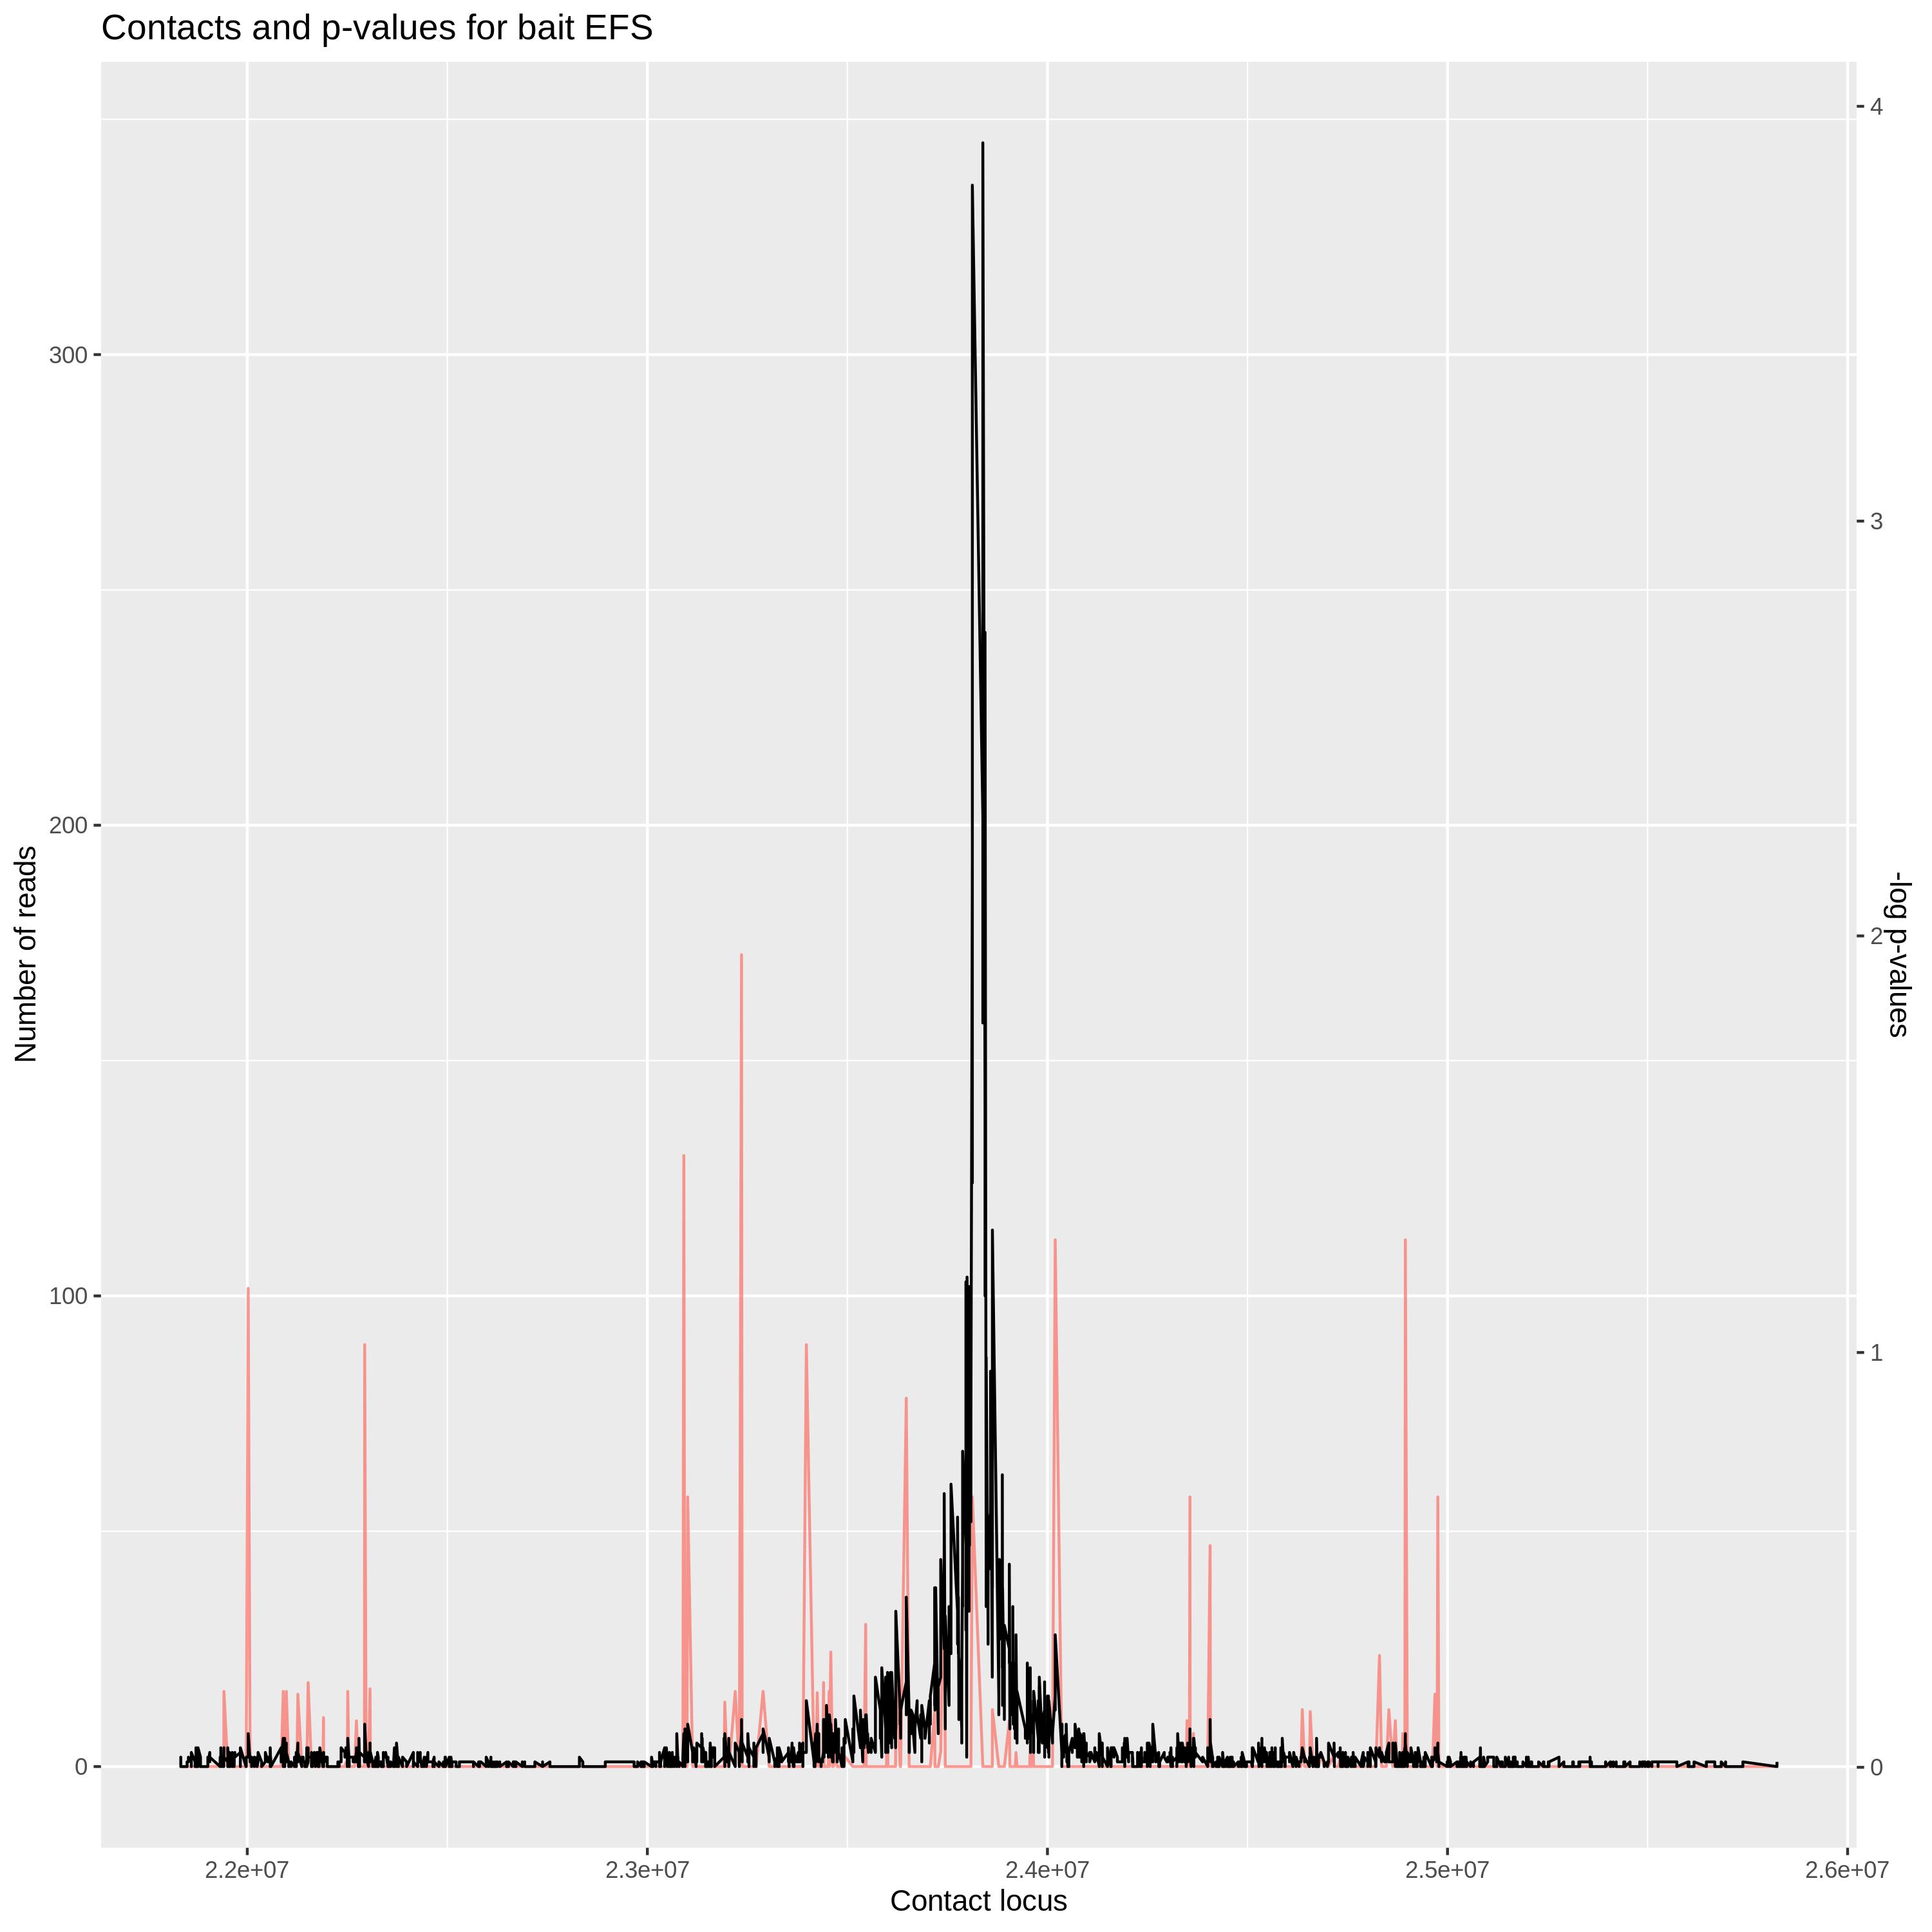 Contacts and p-values for bait EFS
Number of reads
300
200
100
0
4
3
2
1
0
-log p-values
2.2e+07
2.3e+07
2.4e+07
2.5e+07
2.6e+07
Contact locus